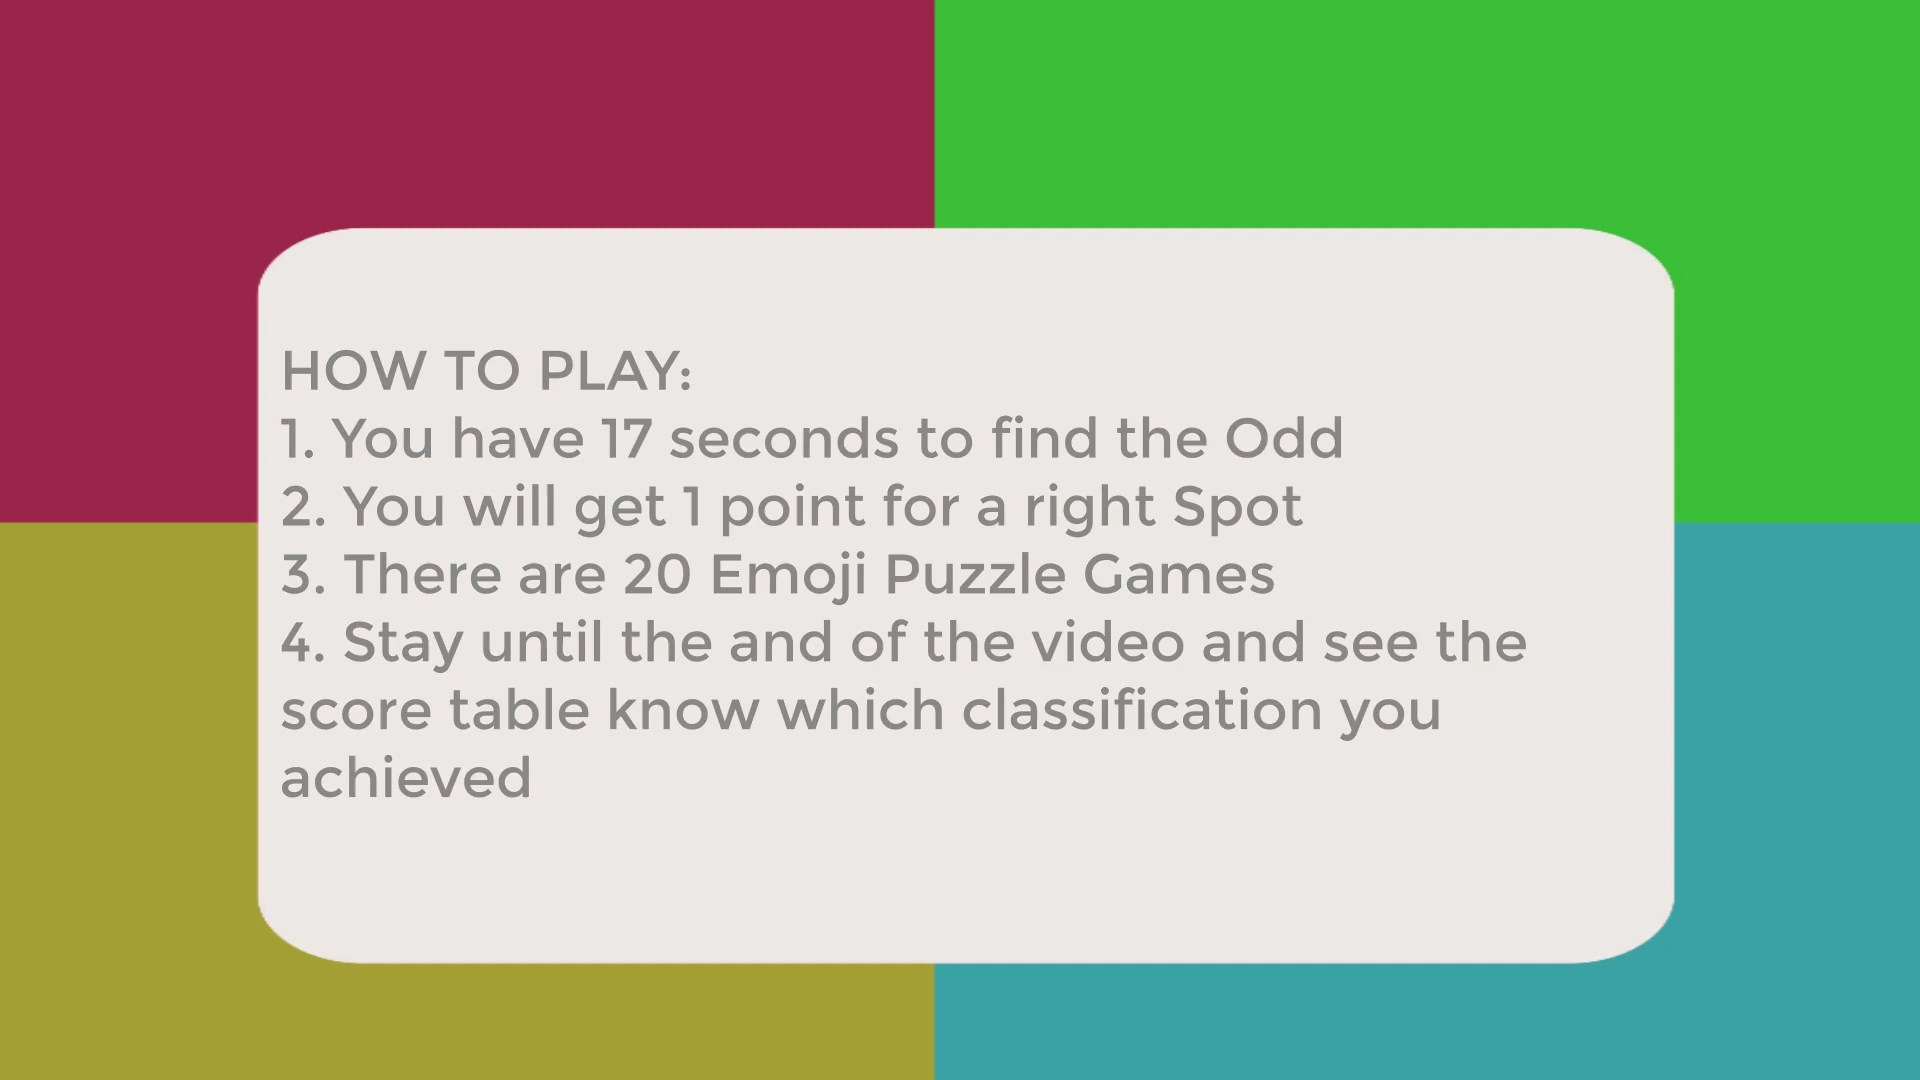 HOW TO PLAY:
1. You have 17 seconds to find the Odd
2. You will get 1 point for a right Spot
3. There are 20 Emoji Puzzle Games
4. Stay until the and of the video and see the
score table know which classification you
achieved